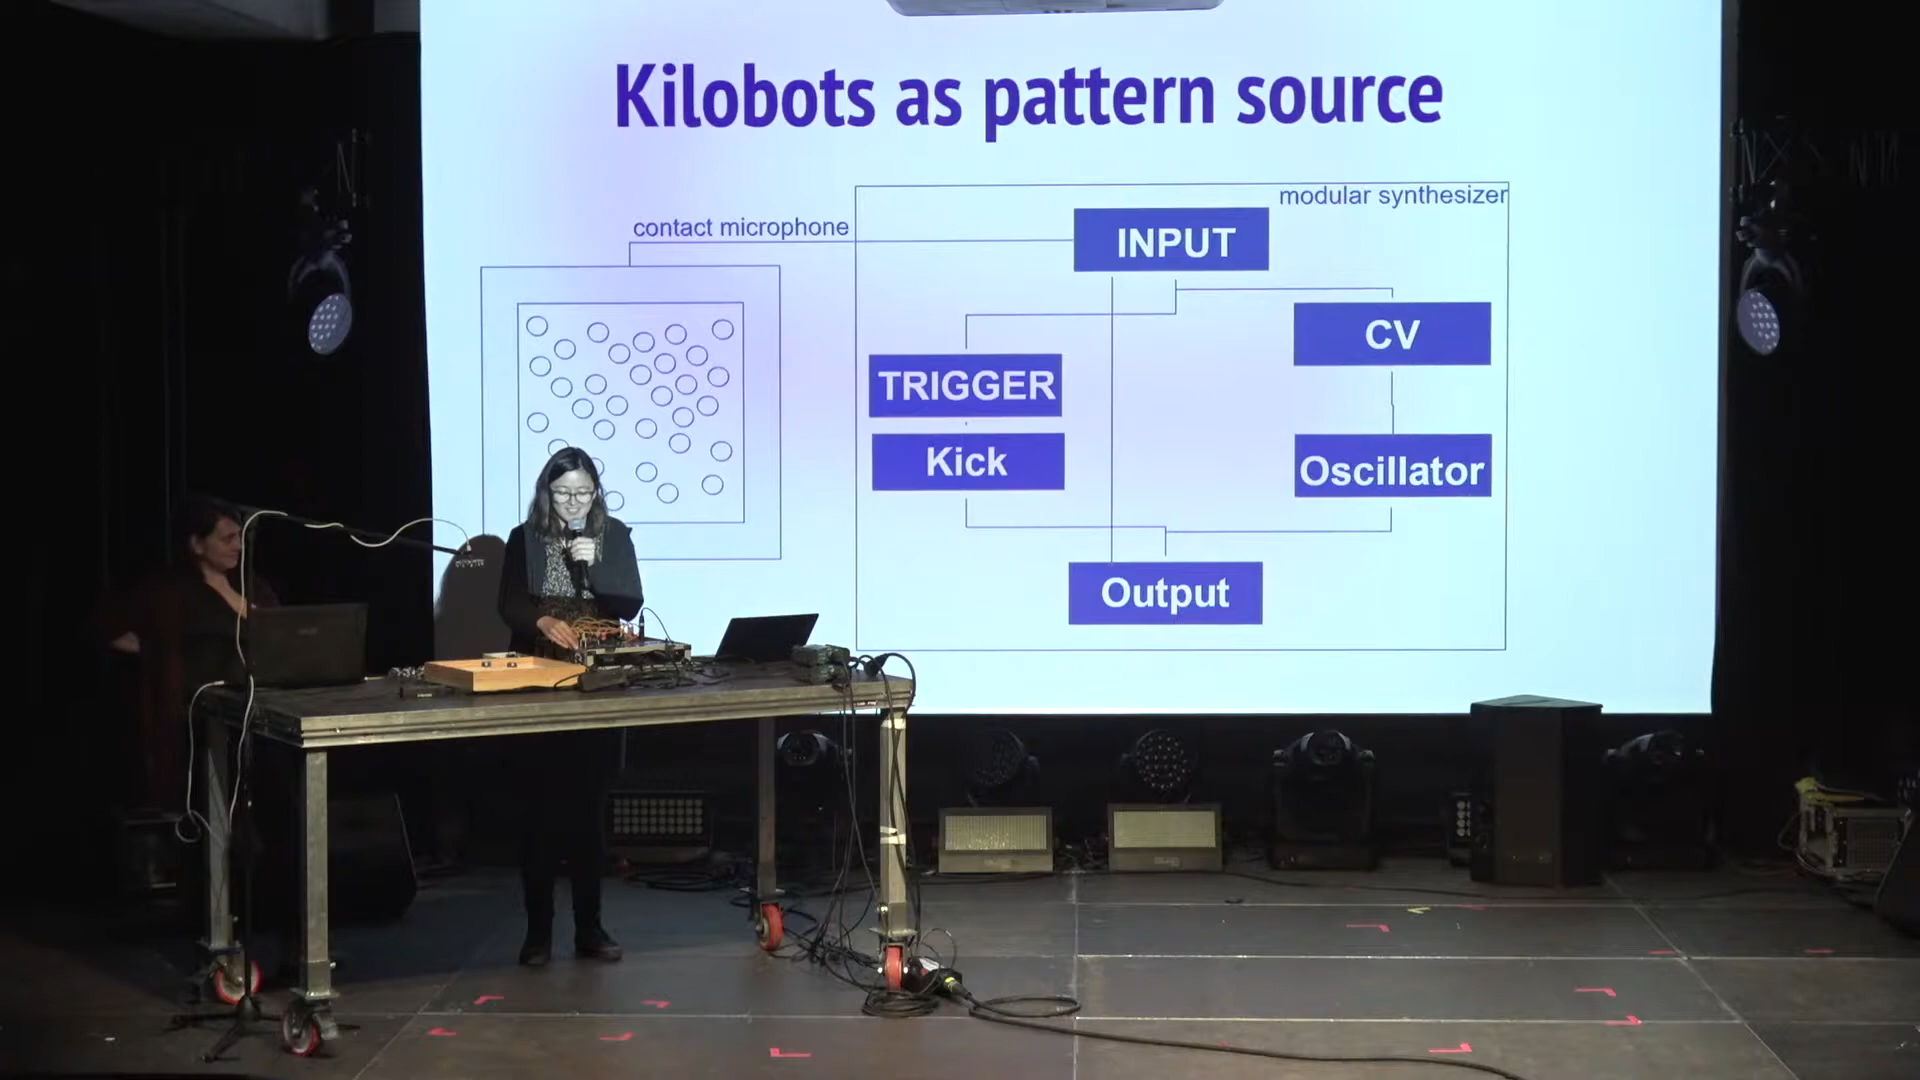 Kilobots as pattern source
modular synthesizer
contact microphone
INPUT
CV
TRIGGER
Kick
Oscillator
Output